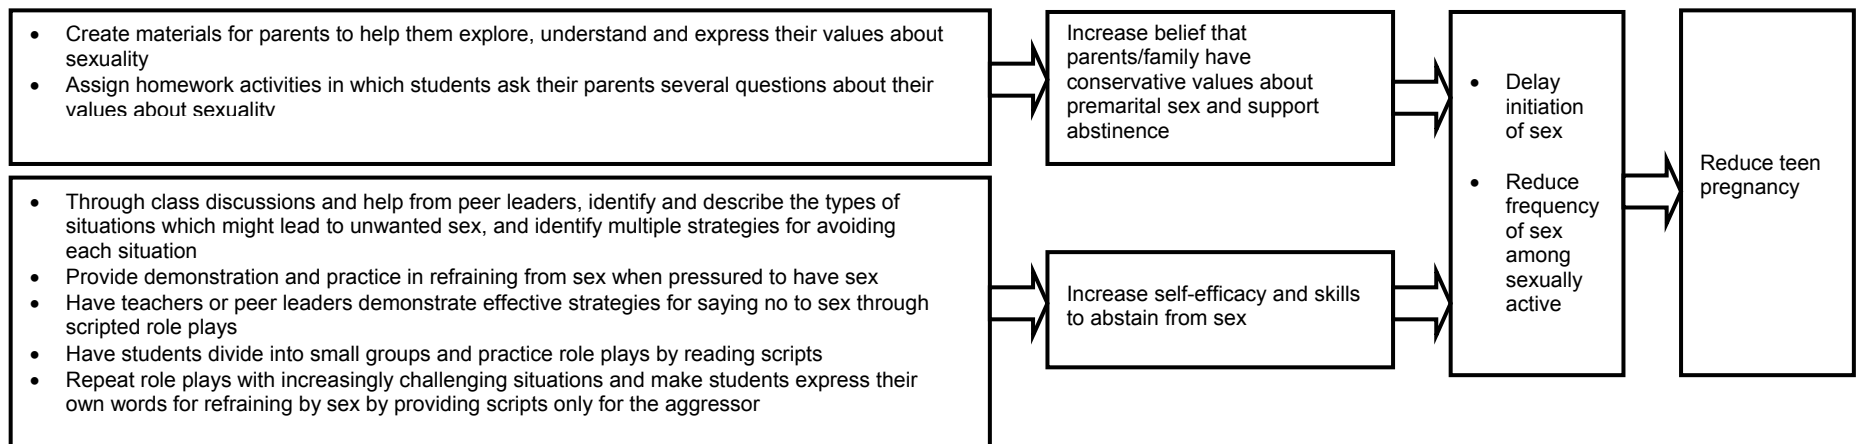 • Create materials for parents to help them explore, understand and express their values about
sexuality
• Assign homework activities in which students ask their parents several questions about their
values about sexuality
• Through class discussions and help from peer leaders, identify and describe the types of
situations which might lead to unwanted sex, and identify multiple strategies for avoiding
each situation
• Provide demonstration and practice in refraining from sex when pressured to have sex
• Have teachers or peer leaders demonstrate effective strategies for saying no to sex through
scripted role plays
• Have students divide into small groups and practice role plays by reading scripts
• Repeat role plays with increasingly challenging situations and make students express their
own words for refraining by sex by providing scripts only for the aggressor
Increase belief that
parents/family have
conservative values about
premarital sex and support
abstinence
Increase self-efficacy and skills
to abstain from sex
• Delay
initiation
of sex
• Reduce
frequency
of sex
among
sexually
active
Reduce teen
pregnancy